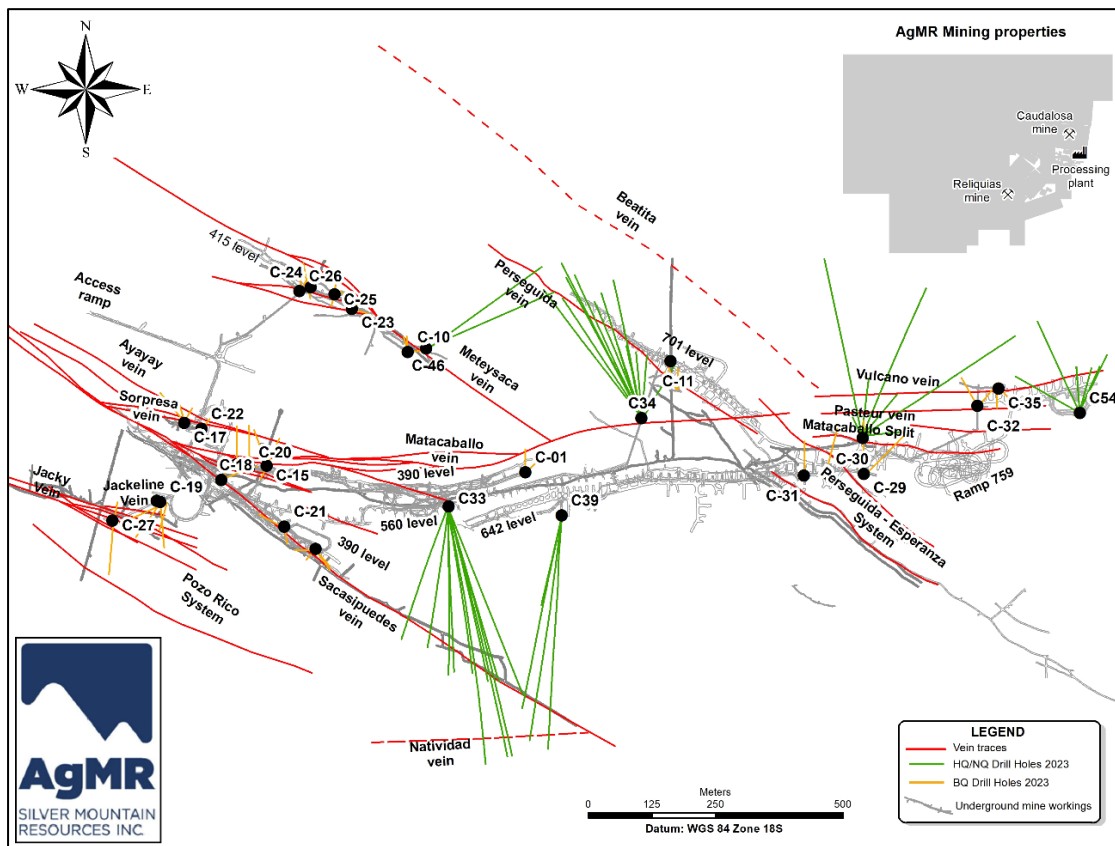 N
W
E
S
AgMR Mining properties
Caudalosa
mine
Processing
plant
Reliquias
mine
Beatita
vein
415 level
C-24
C-26
C-25
C-23
Access
ramp
Perseguida
vein
C-10
C-46
Meteysaca
vein
701 level
C-11
C34
Ayayay
vein
Sorpresa
vein
C-22
C-17
Vulcano vein
C-35
C54
C-32
Pasteur vein
Matacaballo Split
C-20
C-18
C-15
Matacaballo
vein
390 level
C-01
C-30
C-29
Ramp 759
C-31
Perseguida - Esperanza
System
Jacky
Vein
Jackeline
Vein
C-19
C-27
C-21
390 level
C33
560 level
642 level
C39
Sacasipuedes
vein
Pozo Rico
System
Natividad
vein
AgMR
SILVER MOUNTAIN
RESOURCES INC.
Meters
0 125 250 500
Datum: WGS 84 Zone 18S
LEGEND
Vein traces
HQ/NQ Drill Holes 2023
BQ Drill Holes 2023
Underground mine workings